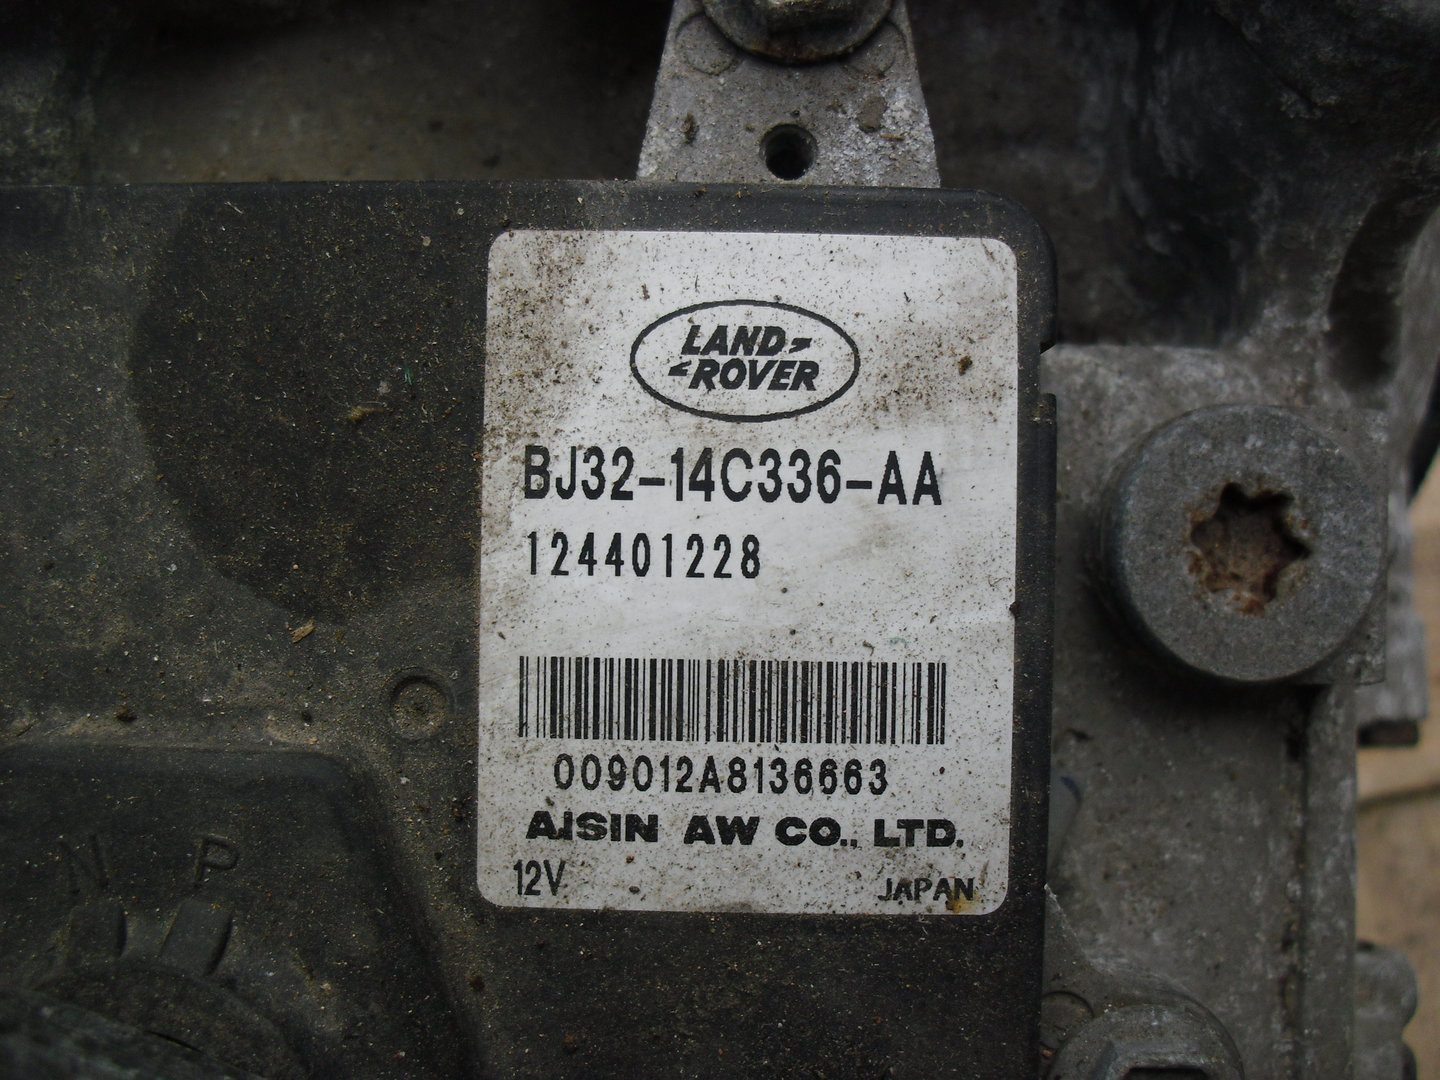 LAND
ROVER
BJ32-14C336-AA
124401228
009012A8136663
AISIN AW CO., LTD.
12V JAPAN
N P